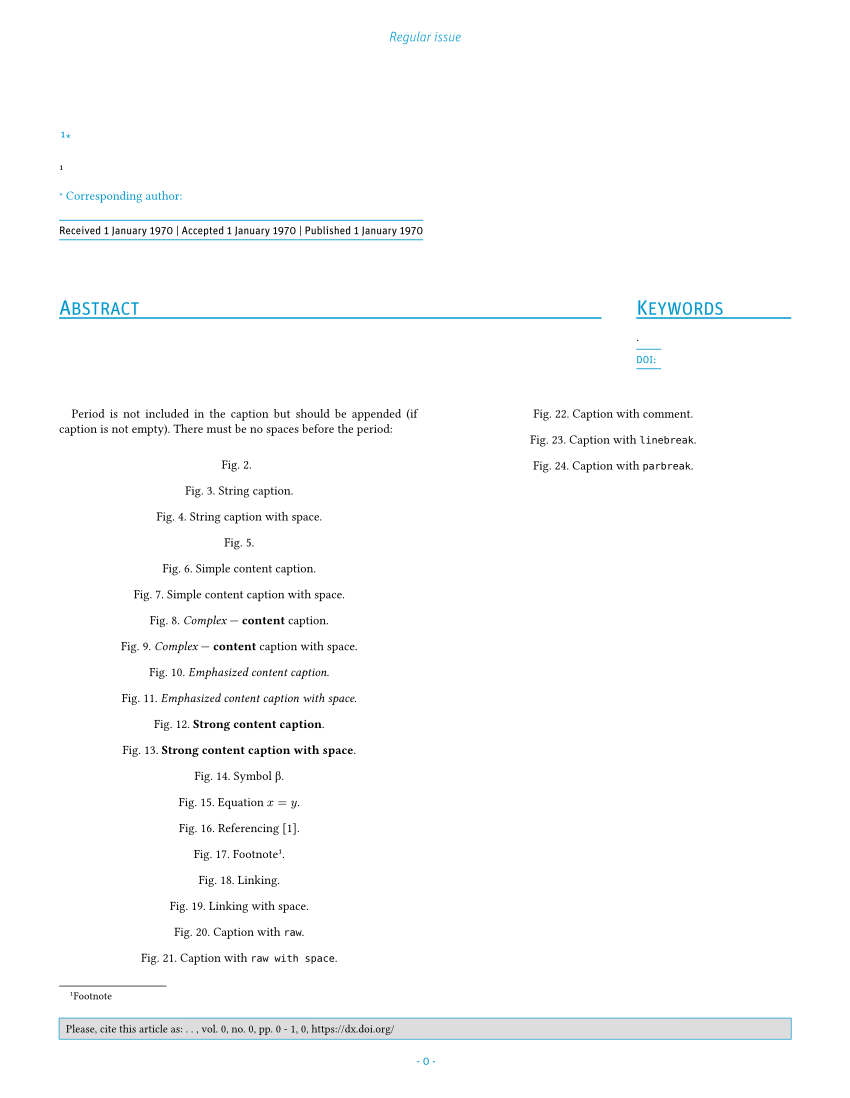 Regular issue
¹*
¹
* Corresponding author:
Received 1 January 1970 | Accepted 1 January 1970 | Published 1 January 1970
Abstract
Keywords
.
DOI:
Period is not included in the caption but should be appended (if
caption is not empty). There must be no spaces before the period:
Fig. 2.
Fig. 3. String caption.
Fig. 4. String caption with space.
Fig. 5.
Fig. 6. Simple content caption.
Fig. 7. Simple content caption with space.
Fig. 8. Complex — content caption.
Fig. 9. Complex — content caption with space.
Fig. 10. Emphasized content caption.
Fig. 11. Emphasized content caption with space.
Fig. 12. Strong content caption.
Fig. 13. Strong content caption with space.
Fig. 14. Symbol β.
Fig. 15. Equation x = y.
Fig. 16. Referencing [1].
Fig. 17. Footnote¹.
Fig. 18. Linking.
Fig. 19. Linking with space.
Fig. 20. Caption with raw.
Fig. 21. Caption with raw with space.
¹Footnote
Fig. 22. Caption with comment.
Fig. 23. Caption with linebreak.
Fig. 24. Caption with parbreak.
Please, cite this article as: . . , vol. 0, no. 0, pp. 0 - 1, 0, https://dx.doi.org/
- 0 -